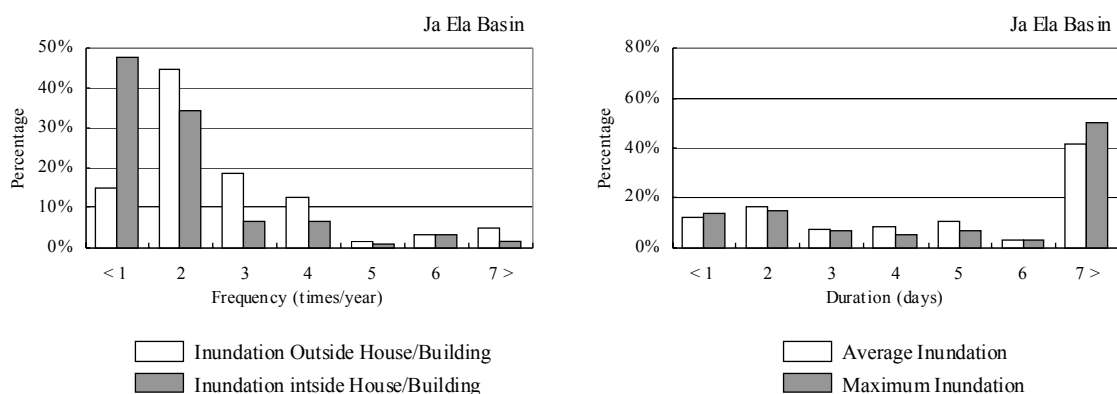 Ja Ela Basin
50%
40%
30%
20%
10%
0%
Percentage
< 1 2 3 4 5 6 7 >
Frequency (times/year)
Inundation Outside House/Building
Inundation intside House/Building
Ja Ela Basin
80%
60%
40%
20%
0%
Percentage
< 1 2 3 4 5 6 7 >
Duration (days)
Average Inundation
Maximum Inundation